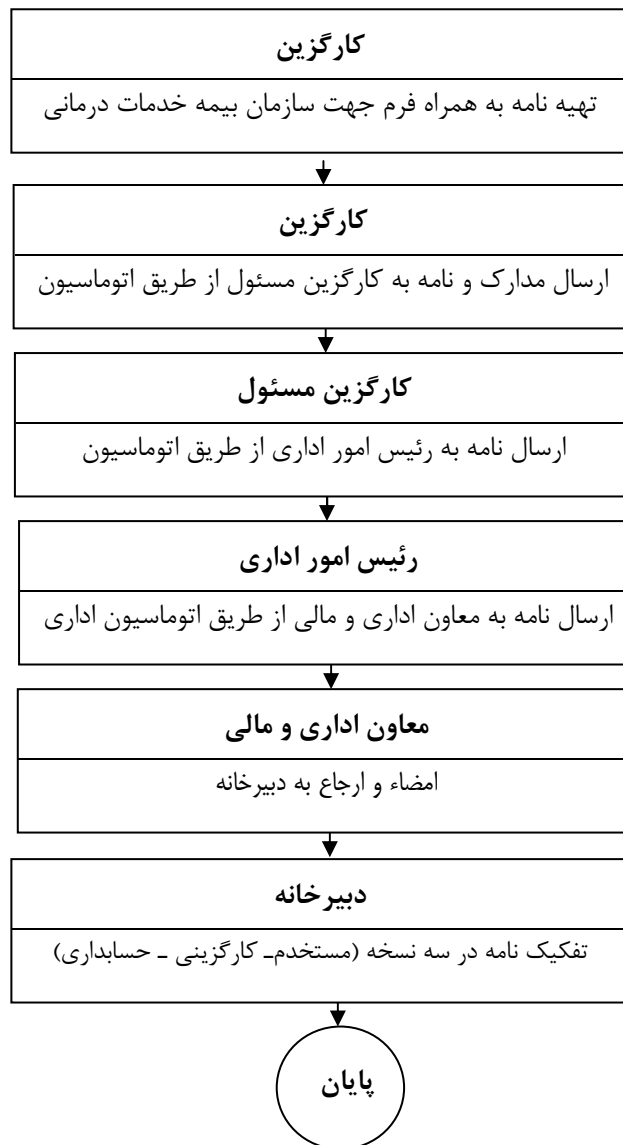 کارگزین
تهیه نامه به همراه فرم جهت سازمان بیمه خدمات درمانی
کارگزین
ارسال مدارک و نامه به کارگزین مسئول از طریق اتوماسیون
کارگزین مسئول
ارسال نامه به رئیس امور اداری از طریق اتوماسیون
رئیس امور اداری
ارسال نامه به معاون اداری و مالی از طریق اتوماسیون اداری
معاون اداری و مالی
امضاء و ارجاع به دبیرخانه
دبیرخانه
تفکیک نامه در سه نسخه (مستخدم_ کارگزینی _ حسابداری)
پایان